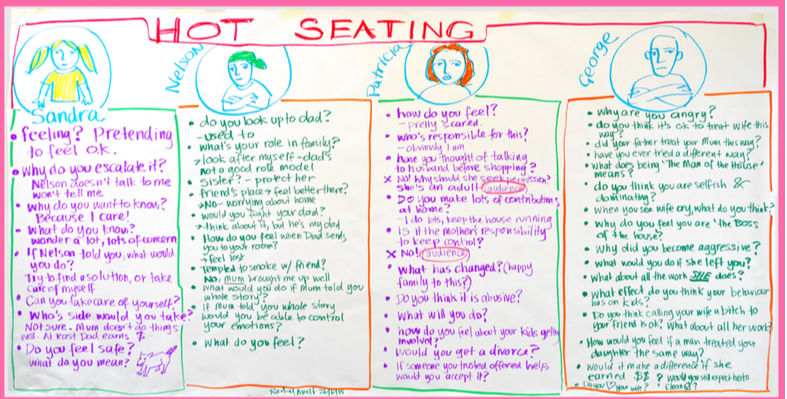 HOT SEATING
Sandra
feeling? Pretending
to feel ok.
Why do you escalate it?
Nelson doesn't talk to me
won't tell me.
Why do you want to know?
Because I care!
What do you know?
wonder a lot, lots of concern
If Nelson told you, what would
you do?
Try to find a solution, or take
care of myself
Can you take care of yourself?
Who's side would you take?
Not sure. Mum doesn't do things
well. At least Dad earns $
Do you feel safe?
What do you mean?
Nelson
do you look up to dad?
- used to
what's your role in family?
look after myself - dad's
not a good role model
Sister? - protect her
friend's place → feel better there?
No - worrying about home
would you fight your dad?
Think about it, but he's my dad
How do you feel when Dad sends
you to your room?
feel lost
Tempted to smoke w/ friend?
No, mum brought me up well
What would you do if Mum told you
whole story?
If Mum told you whole story
would you be able to control
your emotions?
What do you feel?
Patricia
how do you feel?
- pretty scared
who's responsible for this?
- obviously I am
have you thought of talking
to husband before shopping?
x No! Why should she seek permission?
She's an adult audience
Do you make lots of contributions
at home?
I do lots, keep the house running
Is it the mother's responsibility
to keep control?
x No! audience
What has changed? (happy
family to this?)
Do you think it is abusive?
What will you do?
how do you feel about your kids getting
involved?
would you get a divorce?
If someone you trusted offered help,
would you accept it?
George
Why are you angry?
do you think it's ok to treat wife this
way?
did your father treat your Mum this way?
have you ever tried a different way?
what does being 'The Man of the House'
means?
do you think you are selfish &
dominating?
When you see wife cry, what do you think?
Why do you feel you are 'the Boss
of the house?
Why did you become aggressive?
what would you do if she left you?
What about all the work SHE does?
What effect do you think your behaviour
has on kids?
Do you think calling your wife a bitch to
your friend is ok? What about all her work?
How would you feel if a man treated your
daughter the same way?
would it make a difference if she
earned $$? would you still expect her to
Do you ♡ your wife? clean?